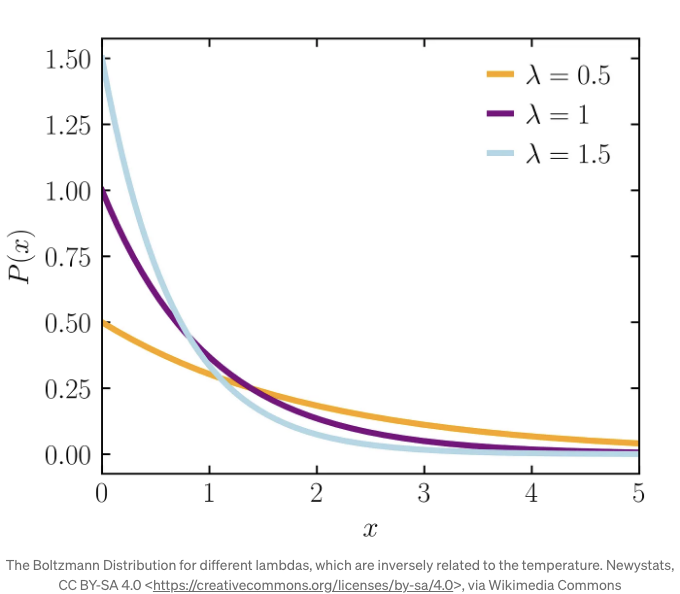 1.50
1.25
1.00
0.75
0.50
0.25
0.00
P(x)
λ = 0.5
λ = 1
λ = 1.5
0 1 2 3 4 5
x
The Boltzmann Distribution for different lambdas, which are inversely related to the temperature. Newystats,
CC BY-SA 4.0 <https://creativecommons.org/licenses/by-sa/4.0>, via Wikimedia Commons